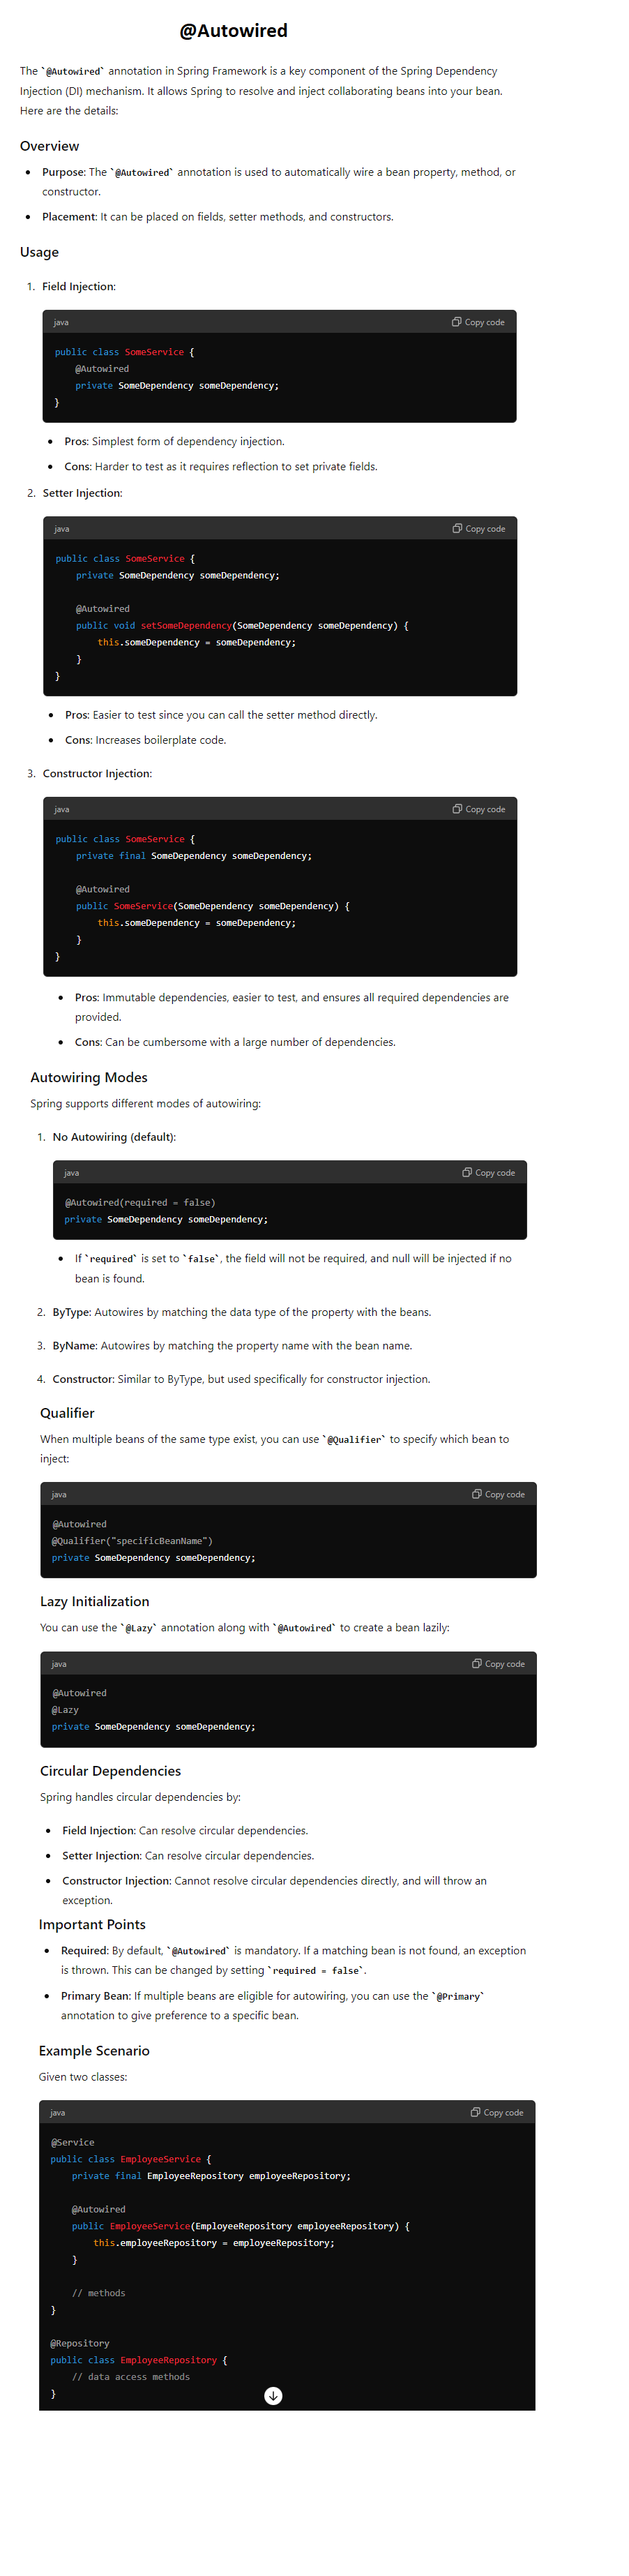 @Autowired
The `@Autowired` annotation in Spring Framework is a key component of the Spring Dependency
Injection (DI) mechanism. It allows Spring to resolve and inject collaborating beans into your bean.
Here are the details:
Overview
• Purpose: The `@Autowired` annotation is used to automatically wire a bean property, method, or
constructor.
• Placement: It can be placed on fields, setter methods, and constructors.
Usage
1. Field Injection:
java Copy code
public class SomeService {
    @Autowired
    private SomeDependency someDependency;
}
• Pros: Simplest form of dependency injection.
• Cons: Harder to test as it requires reflection to set private fields.
2. Setter Injection:
java Copy code
public class SomeService {
    private SomeDependency someDependency;
    @Autowired
    public void setSomeDependency(SomeDependency someDependency) {
        this.someDependency = someDependency;
    }
}
• Pros: Easier to test since you can call the setter method directly.
• Cons: Increases boilerplate code.
3. Constructor Injection:
java Copy code
public class SomeService {
    private final SomeDependency someDependency;
    @Autowired
    public SomeService(SomeDependency someDependency) {
        this.someDependency = someDependency;
    }
}
• Pros: Immutable dependencies, easier to test, and ensures all required dependencies are
provided.
• Cons: Can be cumbersome with a large number of dependencies.
Autowiring Modes
Spring supports different modes of autowiring:
1. No Autowiring (default):
java Copy code
@Autowired(required = false)
private SomeDependency someDependency;
• If `required` is set to `false`, the field will not be required, and null will be injected if no
bean is found.
2. ByType: Autowires by matching the data type of the property with the beans.
3. ByName: Autowires by matching the property name with the bean name.
4. Constructor: Similar to ByType, but used specifically for constructor injection.
Qualifier
When multiple beans of the same type exist, you can use `@Qualifier` to specify which bean to
inject:
java Copy code
@Autowired
@Qualifier("specificBeanName")
private SomeDependency someDependency;
Lazy Initialization
You can use the `@Lazy` annotation along with `@Autowired` to create a bean lazily:
java Copy code
@Autowired
@Lazy
private SomeDependency someDependency;
Circular Dependencies
Spring handles circular dependencies by:
• Field Injection: Can resolve circular dependencies.
• Setter Injection: Can resolve circular dependencies.
• Constructor Injection: Cannot resolve circular dependencies directly, and will throw an
exception.
Important Points
• Required: By default, `@Autowired` is mandatory. If a matching bean is not found, an exception
is thrown. This can be changed by setting `required = false`.
• Primary Bean: If multiple beans are eligible for autowiring, you can use the `@Primary`
annotation to give preference to a specific bean.
Example Scenario
Given two classes:
java Copy code
@Service
public class EmployeeService {
    private final EmployeeRepository employeeRepository;
    @Autowired
    public EmployeeService(EmployeeRepository employeeRepository) {
        this.employeeRepository = employeeRepository;
    }
    // methods
}
@Repository
public class EmployeeRepository {
    // data access methods
}